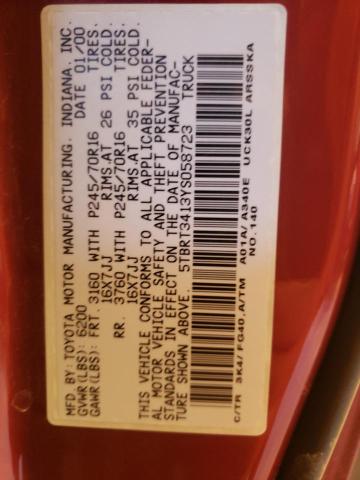 MFD.BY: TOYOTA MOTOR MANUFACTURING, INDIANA, INC.
GVWR(LBS): 6200 DATE 01/00
GAWR(LBS): FRT. 3160 WITH P245/70R16 TIRES,
16X7JJ RIMS,AT 26 PSI COLD.
RR. 3760 WITH P245/70R16 TIRES,
16X7JJ RIMS,AT 35 PSI COLD.
THIS VEHICLE CONFORMS TO ALL APPLICABLE FEDER-
AL MOTOR VEHICLE SAFETY AND THEFT PREVENTION
STANDARDS IN EFFECT ON THE DATE OF MANUFAC-
TURE SHOWN ABOVE. 5TBRT3413YS058723 TRUCK
C/TR 3K4/ FG40,A/TM A01A/ A340E UCK30L ARSSKA
NO.140